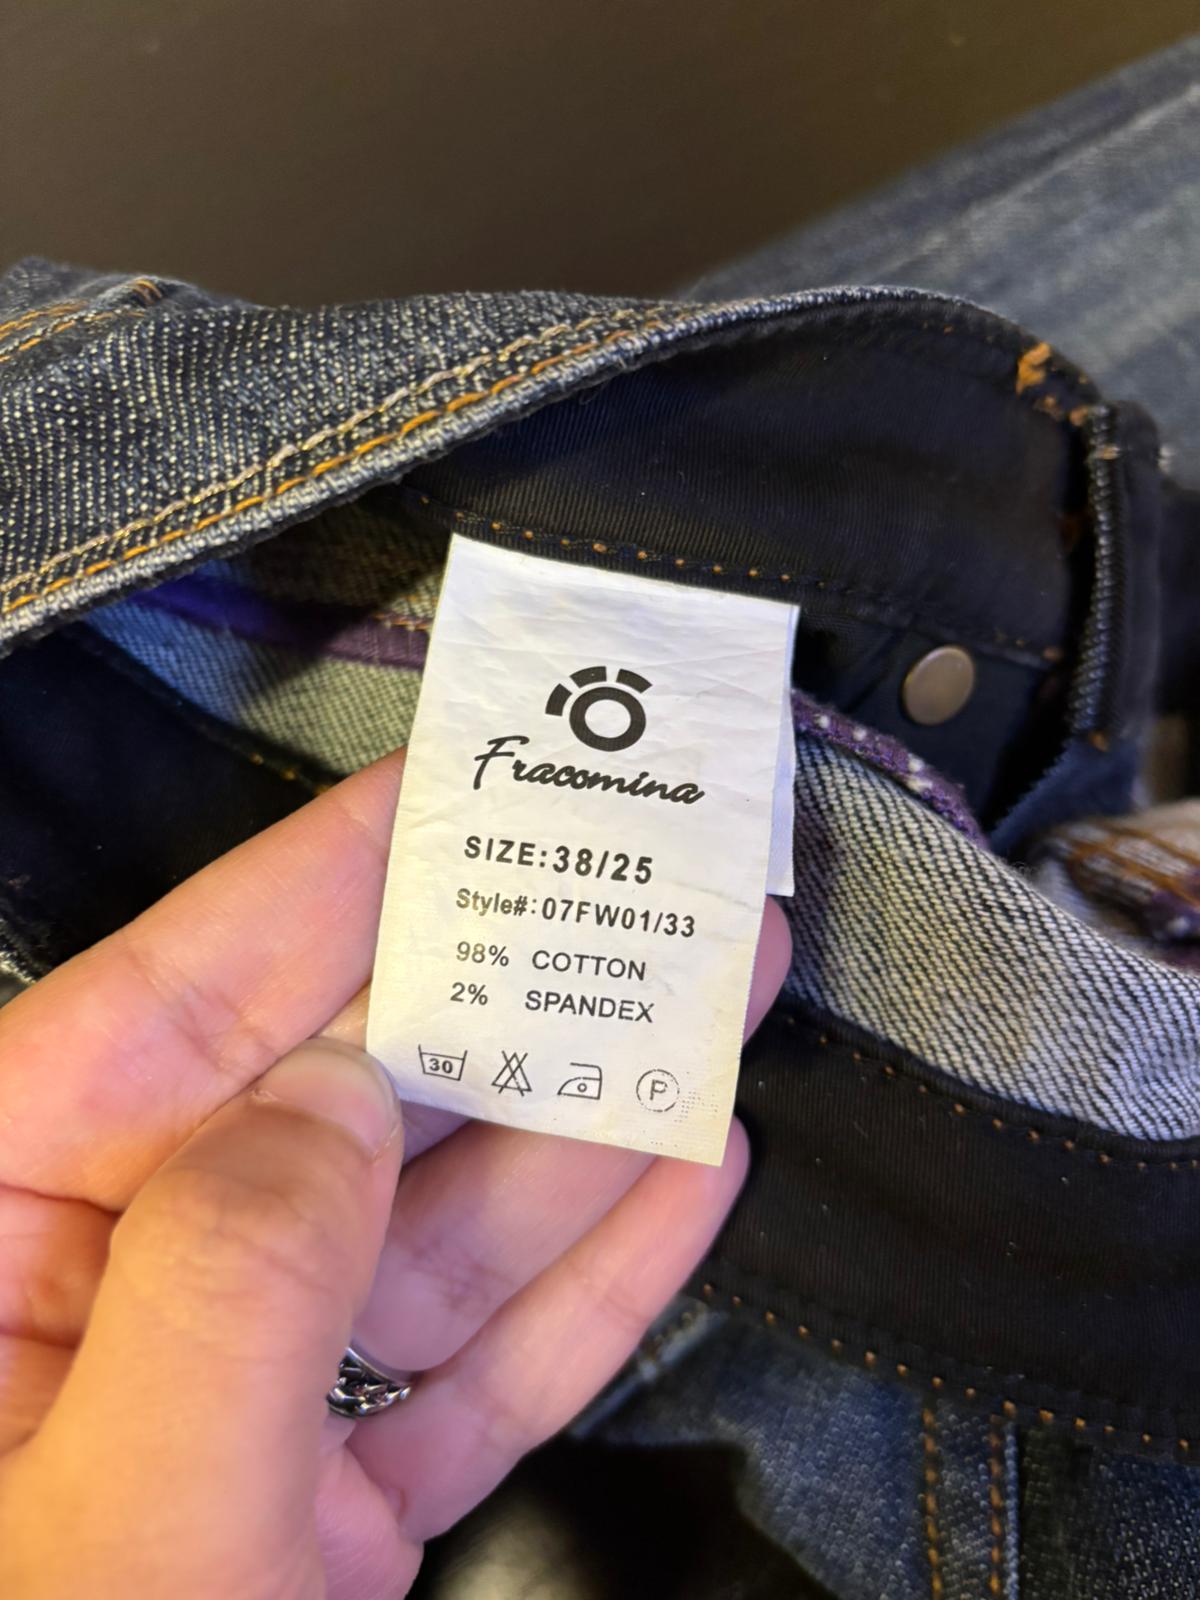 Fracomina
SIZE:38/25
Style#:07FW01/33
98% COTTON
2% SPANDEX
30 P